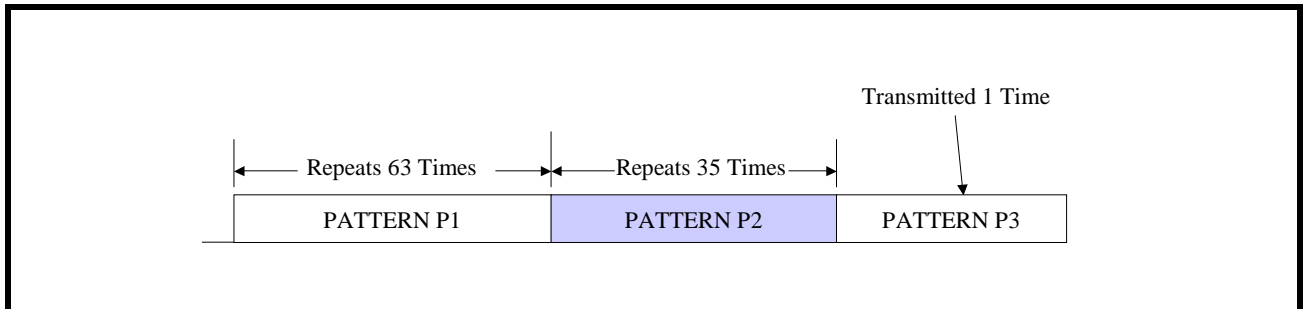 Transmitted 1 Time
Repeats 63 Times
Repeats 35 Times
PATTERN P1
PATTERN P2
PATTERN P3